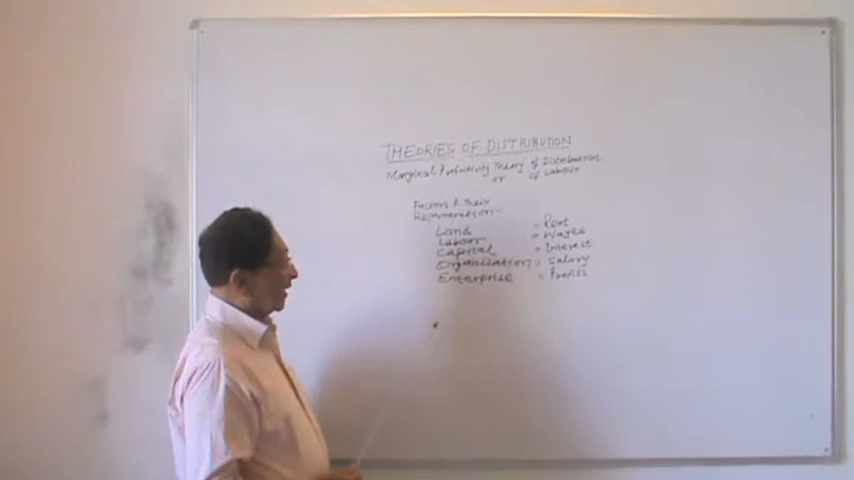 THEORIES OF DISTRIBUTION
Marginal Productivity Theory of Distribution
or of Labour
Factors & their
Remuneration:-
Land = Rent
Labour = Wages
Capital = Interest
Organization = Salary
Enterprise = Profits